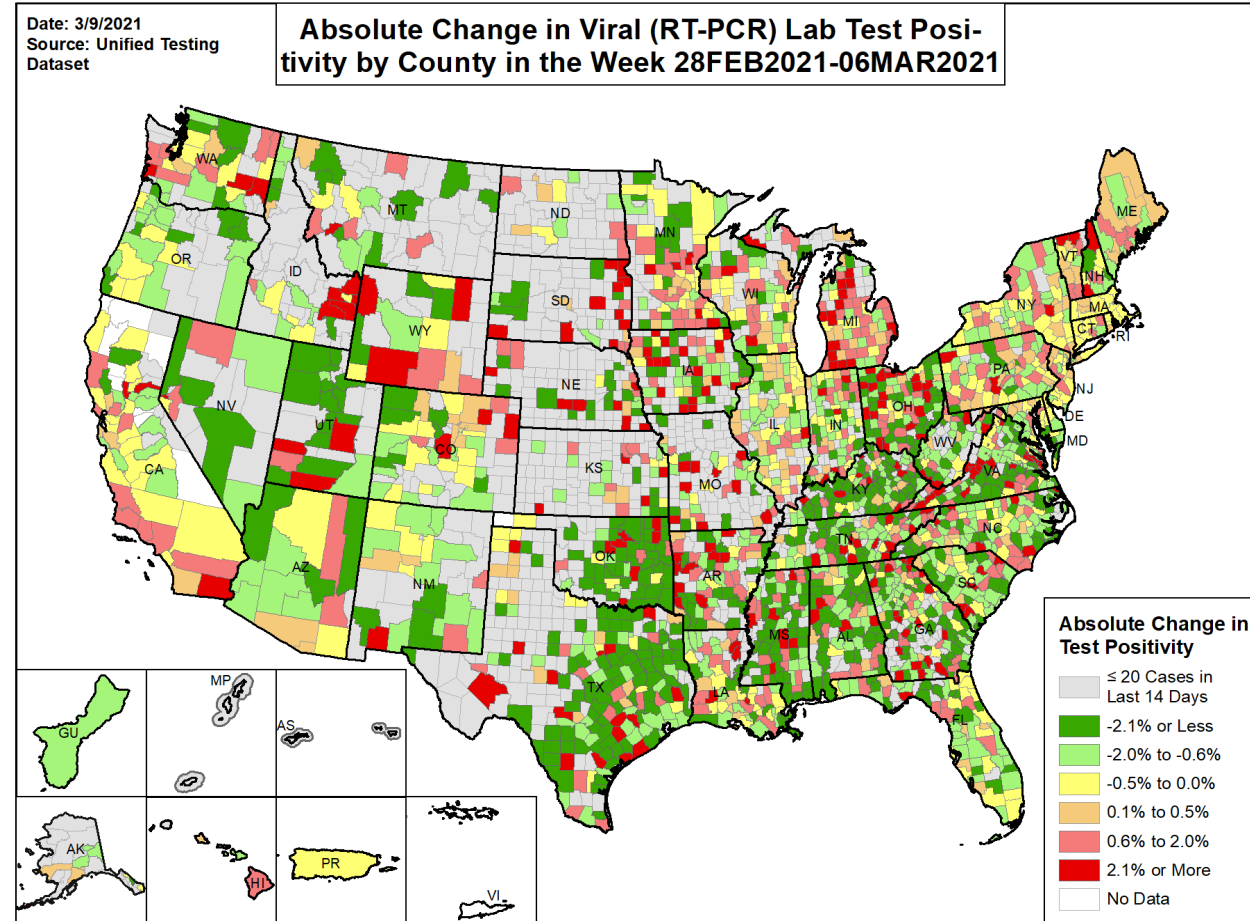 Date: 3/9/2021
Source: Unified Testing
Dataset
Absolute Change in Viral (RT-PCR) Lab Test Posi-
tivity by County in the Week 28FEB2021-06MAR2021
WA
MT
ND
MN
ME
OR
ID
SD
WI
VT
NH
NY
MA
CT
RI
WY
MI
IA
NE
PA
NJ
NV
UT
CO
IL
IN
OH
DE
MD
WV
VA
CA
KS
MO
KY
NC
TN
AZ
NM
OK
AR
SC
MS
AL
GA
TX
LA
FL
GU
MP
AS
AK
HI
PR
VI
Absolute Change in
Test Positivity
≤ 20 Cases in
Last 14 Days
-2.1% or Less
-2.0% to -0.6%
-0.5% to 0.0%
0.1% to 0.5%
0.6% to 2.0%
2.1% or More
No Data